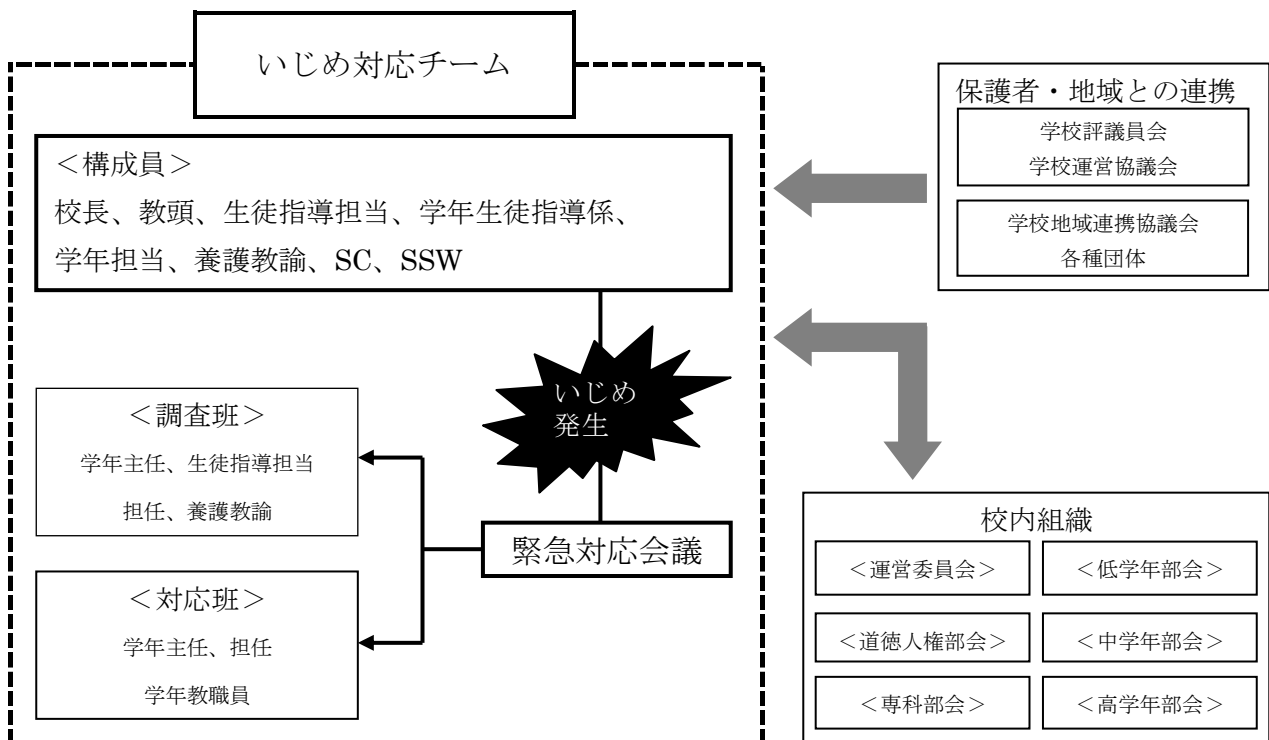 いじめ対応チーム
＜構成員＞
校長、教頭、生徒指導担当、学年生徒指導係、
学年担当、養護教諭、SC、SSW
いじめ
発生
緊急対応会議
＜調査班＞
学年主任、生徒指導担当
担任、養護教諭
＜対応班＞
学年主任、担任
学年教職員
保護者・地域との連携
学校評議員会
学校運営協議会
学校地域連携協議会
各種団体
校内組織
＜運営委員会＞
＜低学年部会＞
＜道徳人権部会＞
＜中学年部会＞
＜専科部会＞
＜高学年部会＞